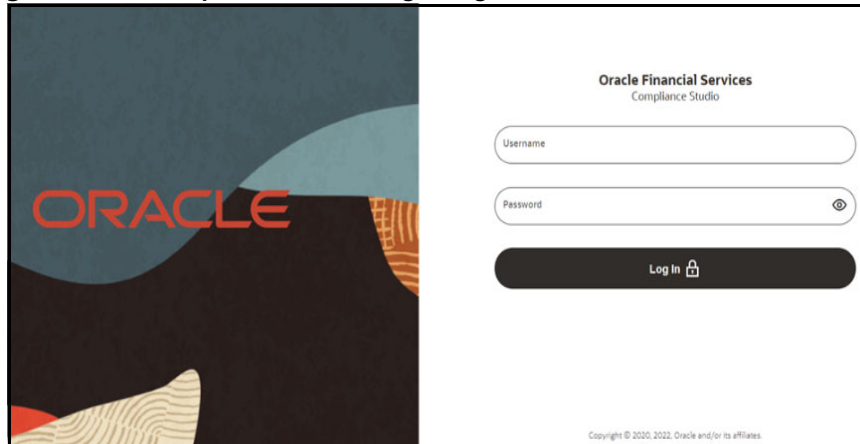 ORACLE
Oracle Financial Services
Compliance Studio
Username
Password
Log In
Copyright © 2020, 2022, Oracle and/or its affiliates.